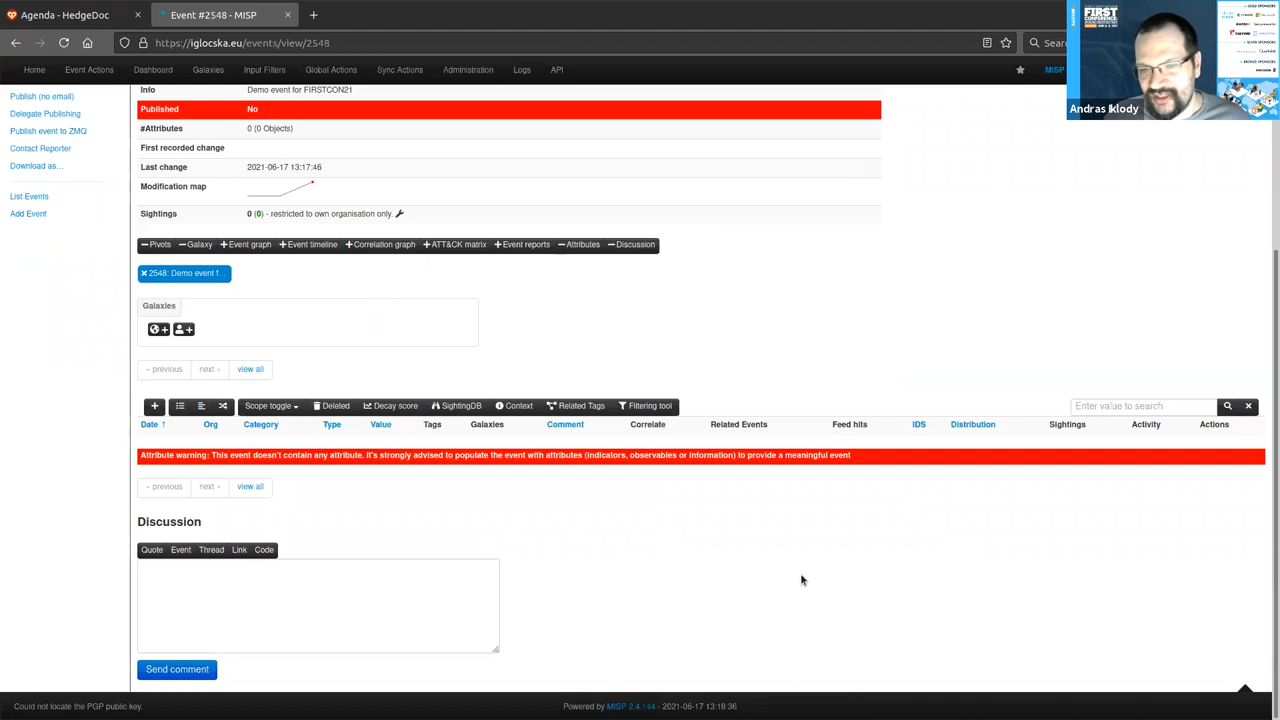 Agenda - HedgeDoc
Event #2548 - MISP
https://iglocska.eu/events/view/2548
Home Event Actions Dashboard Galaxies Input Filters Global Actions Sync Actions Administration Logs API MISP
Publish (no email)
Delegate Publishing
Publish event to ZMQ
Contact Reporter
Download as...
List Events
Add Event
Info Demo event for FIRSTCON21
Published No
#Attributes 0 (0 Objects)
First recorded change
Last change 2021-06-17 13:17:46
Modification map
Sightings 0 (0) - restricted to own organisation only.
Pivots Galaxy Event graph Event timeline Correlation graph ATT&CK matrix Event reports Attributes Discussion
2548: Demo event f...
Galaxies
« previous next » view all
Scope toggle Deleted Decay score SightingDB Context Related Tags Filtering tool Enter value to search
Date ↑ Org Category Type Value Tags Galaxies Comment Correlate Related Events Feed hits IDS Distribution Sightings Activity Actions
Attribute warning: This event doesn't contain any attribute. It's strongly advised to populate the event with attributes (indicators, observables or information) to provide a meaningful event
« previous next » view all
Discussion
Quote Event Thread Link Code
Send comment
Could not locate the PGP public key. Powered by MISP 2.4.144 - 2021-06-17 13:18:36
FIRST
CONFERENCE
Andras Iklody